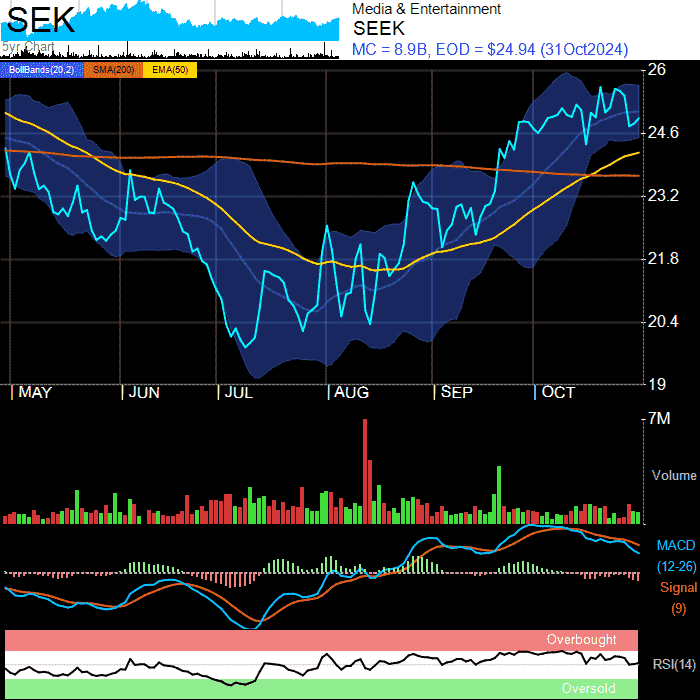 SEK
5yr Chart
Media & Entertainment
SEEK
MC = 8.9B, EOD = $24.94 (31Oct2024)
BollBands(20,2) SMA(200) EMA(50)
26
24.6
23.2
21.8
20.4
19
MAY JUN JUL AUG SEP OCT
7M
Volume
MACD
(12-26)
Signal
(9)
Overbought
RSI(14)
Oversold